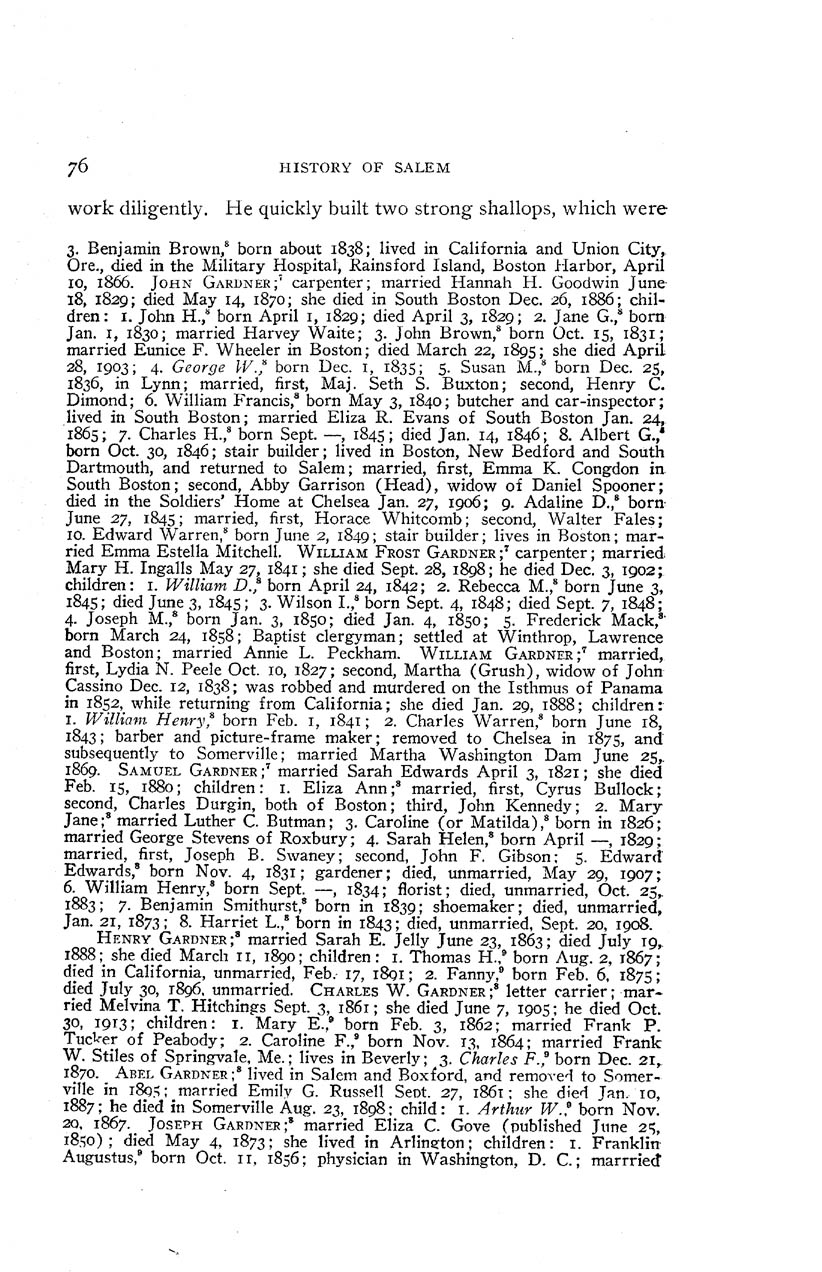 76 HISTORY OF SALEM
work diligently. He quickly built two strong shallops, which were
3. Benjamin Brown,⁸ born about 1838; lived in California and Union City,
Ore., died in the Military Hospital, Rainsford Island, Boston Harbor, April
10, 1866. JOHN GARDNER;⁷ carpenter; married Hannah H. Goodwin June
18, 1829; died May 14, 1870; she died in South Boston Dec. 26, 1886; chil-
dren: 1. John H.,⁸ born April 1, 1829; died April 3, 1829; 2. Jane G.,⁸ born
Jan. 1, 1830; married Harvey Waite; 3. John Brown,⁸ born Oct. 15, 1831;
married Eunice F. Wheeler in Boston; died March 22, 1895; she died April
28, 1903; 4. George W.,⁸ born Dec. 1, 1835; 5. Susan M.,⁸ born Dec. 25,
1836, in Lynn; married, first, Maj. Seth S. Buxton; second, Henry C.
Dimond; 6. William Francis,⁸ born May 3, 1840; butcher and car-inspector;
lived in South Boston; married Eliza R. Evans of South Boston Jan. 24,
1865; 7. Charles H.,⁸ born Sept. —, 1845; died Jan. 14, 1846; 8. Albert G.,⁸
born Oct. 30, 1846; stair builder; lived in Boston, New Bedford and South
Dartmouth, and returned to Salem; married, first, Emma K. Congdon in
South Boston; second, Abby Garrison (Head), widow of Daniel Spooner;
died in the Soldiers' Home at Chelsea Jan. 27, 1906; 9. Adaline D.,⁸ born
June 27, 1845; married, first, Horace Whitcomb; second, Walter Fales;
10. Edward Warren,⁸ born June 2, 1849; stair builder; lives in Boston; mar-
ried Emma Estella Mitchell. WILLIAM FROST GARDNER;⁷ carpenter; married
Mary H. Ingalls May 27, 1841; she died Sept. 28, 1898; he died Dec. 3, 1902;
children: 1. William D.,⁸ born April 24, 1842; 2. Rebecca M.,⁸ born June 3,
1845; died June 3, 1845; 3. Wilson I.,⁸ born Sept. 4, 1848; died Sept. 7, 1848;
4. Joseph M.,⁸ born Jan. 3, 1850; died Jan. 4, 1850; 5. Frederick Mack,⁸
born March 24, 1858; Baptist clergyman; settled at Winthrop, Lawrence
and Boston; married Annie L. Peckham. WILLIAM GARDNER;⁷ married,
first, Lydia N. Peele Oct. 10, 1827; second, Martha (Grush), widow of John
Cassino Dec. 12, 1838; was robbed and murdered on the Isthmus of Panama
in 1852, while returning from California; she died Jan. 29, 1888; children:
1. William Henry,⁸ born Feb. 1, 1841; 2. Charles Warren,⁸ born June 18,
1843; barber and picture-frame maker; removed to Chelsea in 1875, and
subsequently to Somerville; married Martha Washington Dam June 25,
1869. SAMUEL GARDNER;⁷ married Sarah Edwards April 3, 1821; she died
Feb. 15, 1880; children: 1. Eliza Ann;⁸ married, first, Cyrus Bullock;
second, Charles Durgin, both of Boston; third, John Kennedy; 2. Mary
Jane;⁸ married Luther C. Butman; 3. Caroline (or Matilda),⁸ born in 1826;
married George Stevens of Roxbury; 4. Sarah Helen,⁸ born April —, 1829;
married, first, Joseph B. Swaney; second, John F. Gibson; 5. Edward
Edwards,⁸ born Nov. 4, 1831; gardener; died, unmarried, May 29, 1907;
6. William Henry,⁸ born Sept. —, 1834; florist; died, unmarried, Oct. 25,
1883; 7. Benjamin Smithurst,⁸ born in 1839; shoemaker; died, unmarried,
Jan. 21, 1873; 8. Harriet L.,⁸ born in 1843; died, unmarried, Sept. 20, 1908.
HENRY GARDNER;⁸ married Sarah E. Jelly June 23, 1863; died July 19,
1888; she died March 11, 1890; children: 1. Thomas H.,⁹ born Aug. 2, 1867;
died in California, unmarried, Feb. 17, 1891; 2. Fanny,⁹ born Feb. 6, 1875;
died July 30, 1896, unmarried. CHARLES W. GARDNER;⁸ letter carrier; mar-
ried Melvina T. Hitchings Sept. 3, 1861; she died June 7, 1905; he died Oct.
30, 1913; children: 1. Mary E.,⁹ born Feb. 3, 1862; married Frank P.
Tucker of Peabody; 2. Caroline F.,⁹ born Nov. 13, 1864; married Frank
W. Stiles of Springvale, Me.; lives in Beverly; 3. Charles F.,⁹ born Dec. 21,
1870. ABEL GARDNER;⁸ lived in Salem and Boxford, and removed to Somer-
ville in 1895; married Emily G. Russell Sept. 27, 1861; she died Jan. 10,
1887; he died in Somerville Aug. 23, 1898; child: 1. Arthur W.,⁹ born Nov.
20, 1867. JOSEPH GARDNER;⁸ married Eliza C. Gove (published June 25,
1850); died May 4, 1873; she lived in Arlington; children: 1. Franklin
Augustus,⁹ born Oct. 11, 1856; physician in Washington, D. C.; marrried